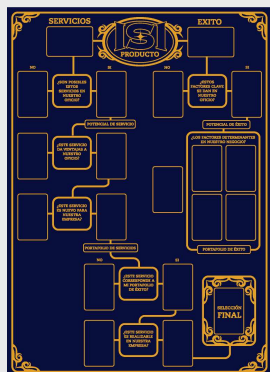 SERVICIOS
EXITO
PRODUCTO
NO
SI
NO
SI
¿SON POSIBLES
ESTOS
SERVICIOS EN
NUESTRO
OFICIO?
¿ESTOS
FACTORES CLAVE
SE DAN EN
NUESTRO
OFICIO?
POTENCIAL DE SERVICIO
POTENCIAL DE ÉXITO
¿ESTE SERVICIO
DA VENTAJAS A
NUESTRO
OFICIO?
¿LOS FACTORES DETERMINANTES
EN NUESTRO NEGOCIO?
¿ESTE SERVICIO
ES NUEVO PARA
NUESTRA
EMPRESA?
PORTAFOLIO DE SERVICIOS
PORTAFOLIO DE ÉXITO
NO
SI
¿ESTE SERVICIO
CORRESPONDE A
MI PORTAFOLIO
DE ÉXITO?
SELECCIÓN
FINAL
¿ESTE SERVICIO
ES REALIZABLE
EN NUESTRA
EMPRESA?